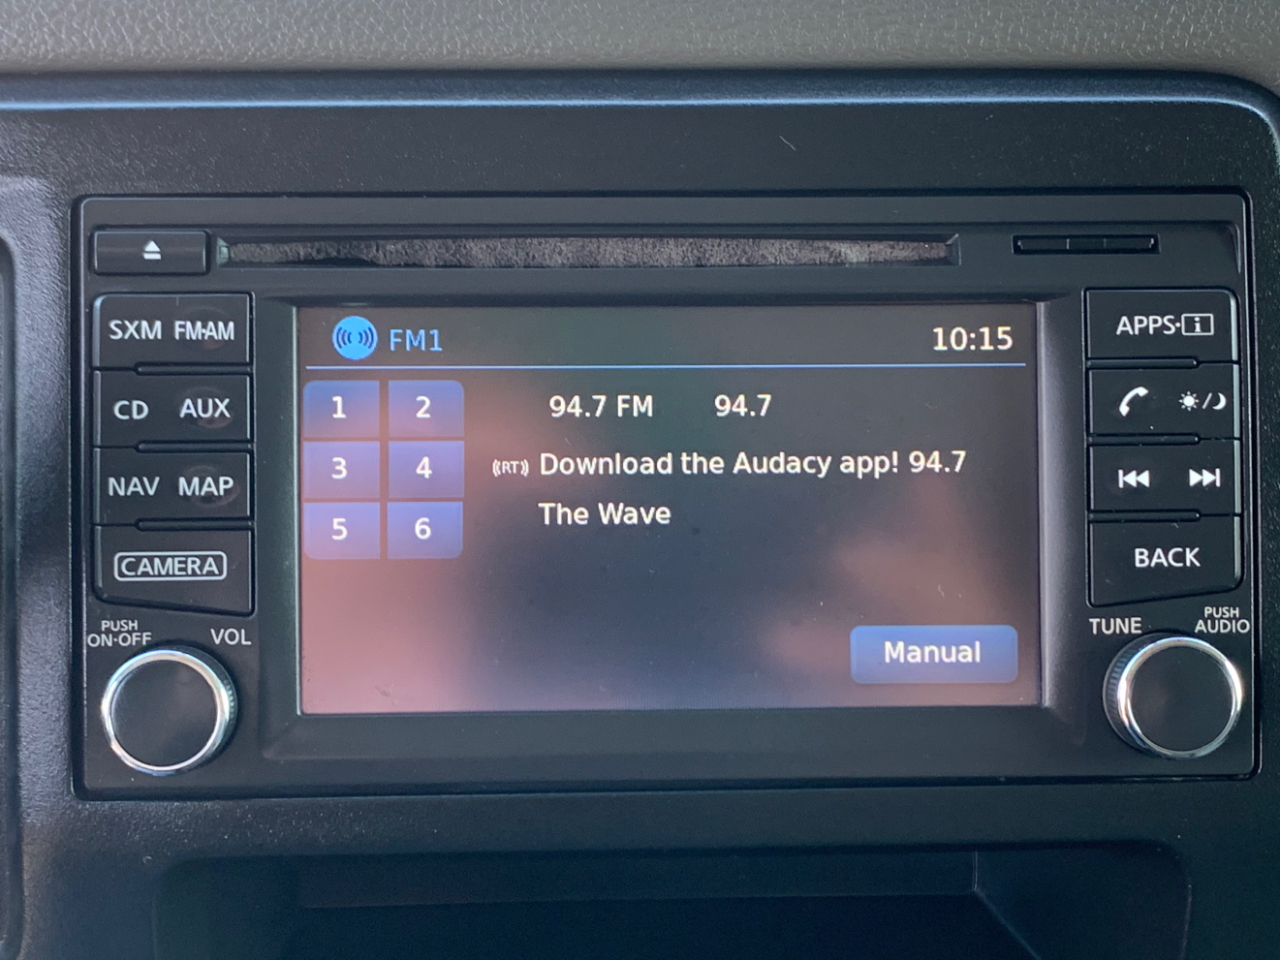 SXM FM·AM
CD AUX
NAV MAP
CAMERA
PUSH
ON·OFF
VOL
FM1
10:15
1 2
3 4
5 6
94.7 FM 94.7
((RT)) Download the Audacy app! 94.7
The Wave
Manual
APPS·i
BACK
TUNE
PUSH
AUDIO